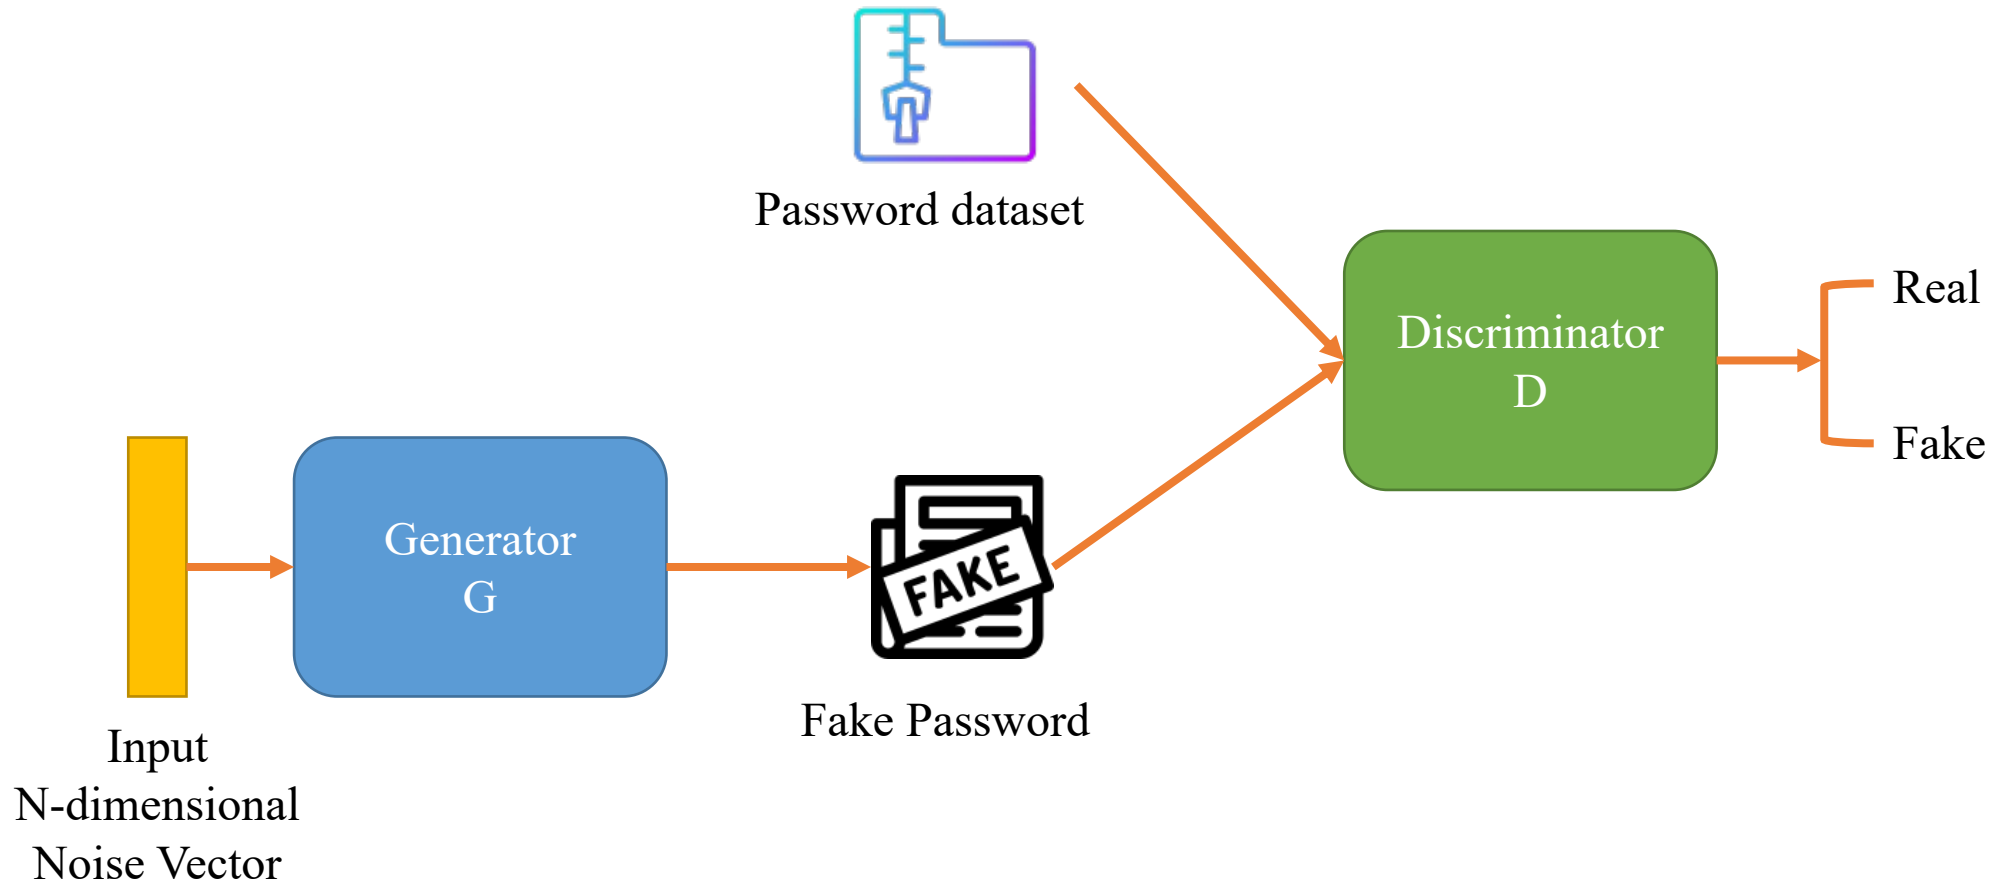 Password dataset
Discriminator
D
Real
Fake
Generator
G
FAKE
Fake Password
Input
N-dimensional
Noise Vector